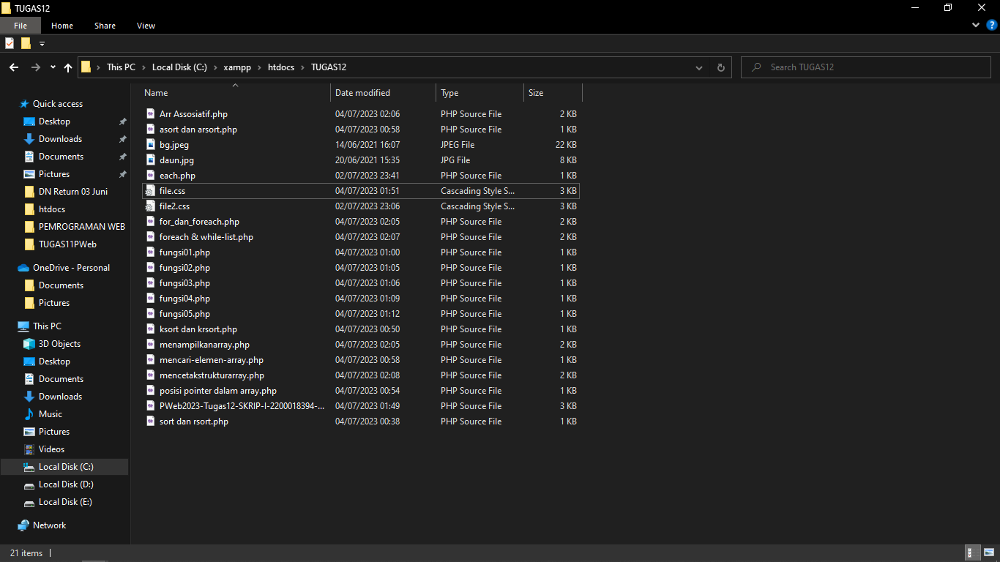 TUGAS12
File Home Share View
This PC Local Disk (C:) xampp htdocs TUGAS12 Search TUGAS12
Quick access
Desktop
Downloads
Documents
Pictures
DN Return 03 Juni
htdocs
PEMROGRAMAN WEB
TUGAS11PWeb
OneDrive - Personal
Documents
Pictures
This PC
3D Objects
Desktop
Documents
Downloads
Music
Pictures
Videos
Local Disk (C:)
Local Disk (D:)
Local Disk (E:)
Network
Name Date modified Type Size
Arr Assosiatif.php 04/07/2023 02:06 PHP Source File 2 KB
asort dan arsort.php 04/07/2023 00:58 PHP Source File 1 KB
bg.jpeg 14/06/2021 16:07 JPEG File 22 KB
daun.jpg 20/06/2021 15:35 JPG File 8 KB
each.php 02/07/2023 23:41 PHP Source File 1 KB
file.css 04/07/2023 01:51 Cascading Style S... 3 KB
file2.css 02/07/2023 23:06 Cascading Style S... 3 KB
for_dan_foreach.php 04/07/2023 02:05 PHP Source File 2 KB
foreach & while-list.php 04/07/2023 02:07 PHP Source File 2 KB
fungsi01.php 04/07/2023 01:00 PHP Source File 1 KB
fungsi02.php 04/07/2023 01:05 PHP Source File 1 KB
fungsi03.php 04/07/2023 01:06 PHP Source File 1 KB
fungsi04.php 04/07/2023 01:09 PHP Source File 1 KB
fungsi05.php 04/07/2023 01:12 PHP Source File 1 KB
ksort dan krsort.php 04/07/2023 00:50 PHP Source File 1 KB
menampilkanarray.php 04/07/2023 02:05 PHP Source File 2 KB
mencari-elemen-array.php 04/07/2023 00:58 PHP Source File 1 KB
mencetakstrukturarray.php 04/07/2023 02:08 PHP Source File 2 KB
posisi pointer dalam array.php 04/07/2023 00:54 PHP Source File 1 KB
PWeb2023-Tugas12-SKRIP-I-2200018394-... 04/07/2023 01:49 PHP Source File 3 KB
sort dan rsort.php 04/07/2023 00:38 PHP Source File 1 KB
21 items